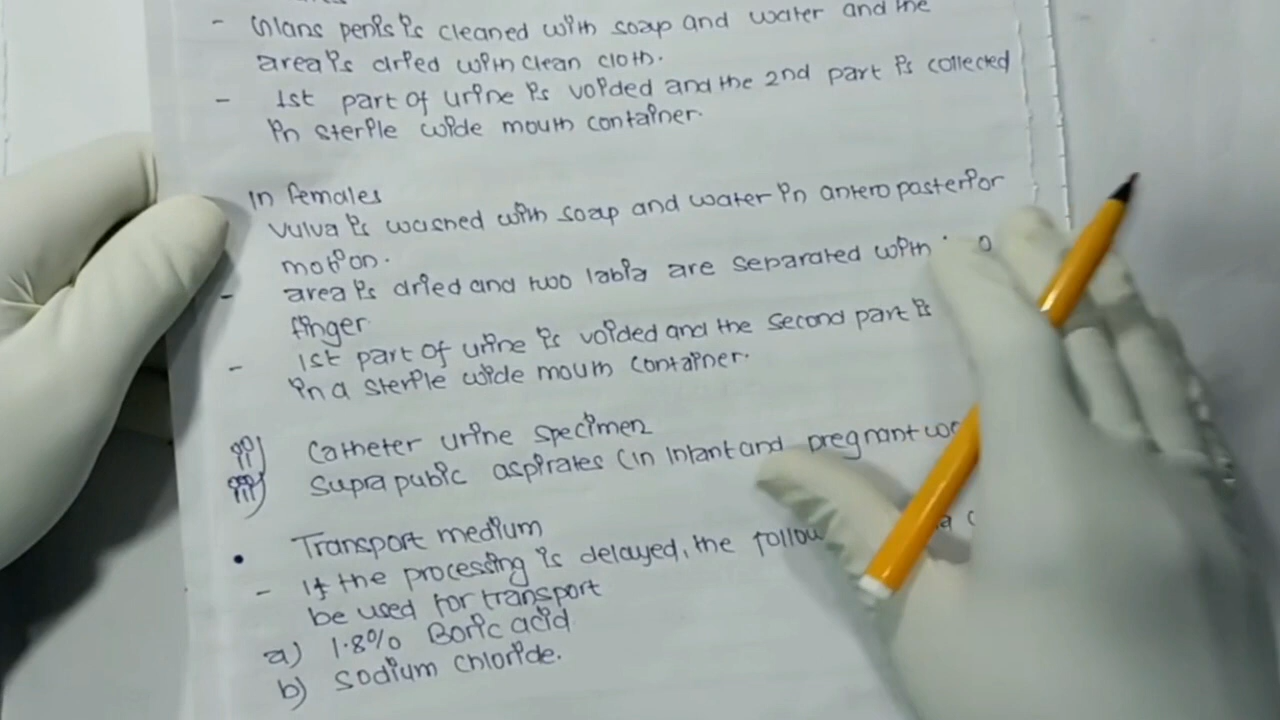 - Glans penis is cleaned with soap and water and the
area is dried with clean cloth.
- 1st part of urine is voided and the 2nd part is collected
in sterile wide mouth container.
In females
Vulva is washed with soap and water in antero pasterior
motion.
- area is dried and two labia are separated with
finger
- 1st part of urine is voided and the second part is
in a sterile wide mouth container.
ii) Catheter urine specimen
iii) Supra pubic aspirates (in infant and pregnant
• Transport medium
- If the processing is delayed, the
be used for transport
a) 1.8% Boric acid
b) Sodium chloride.